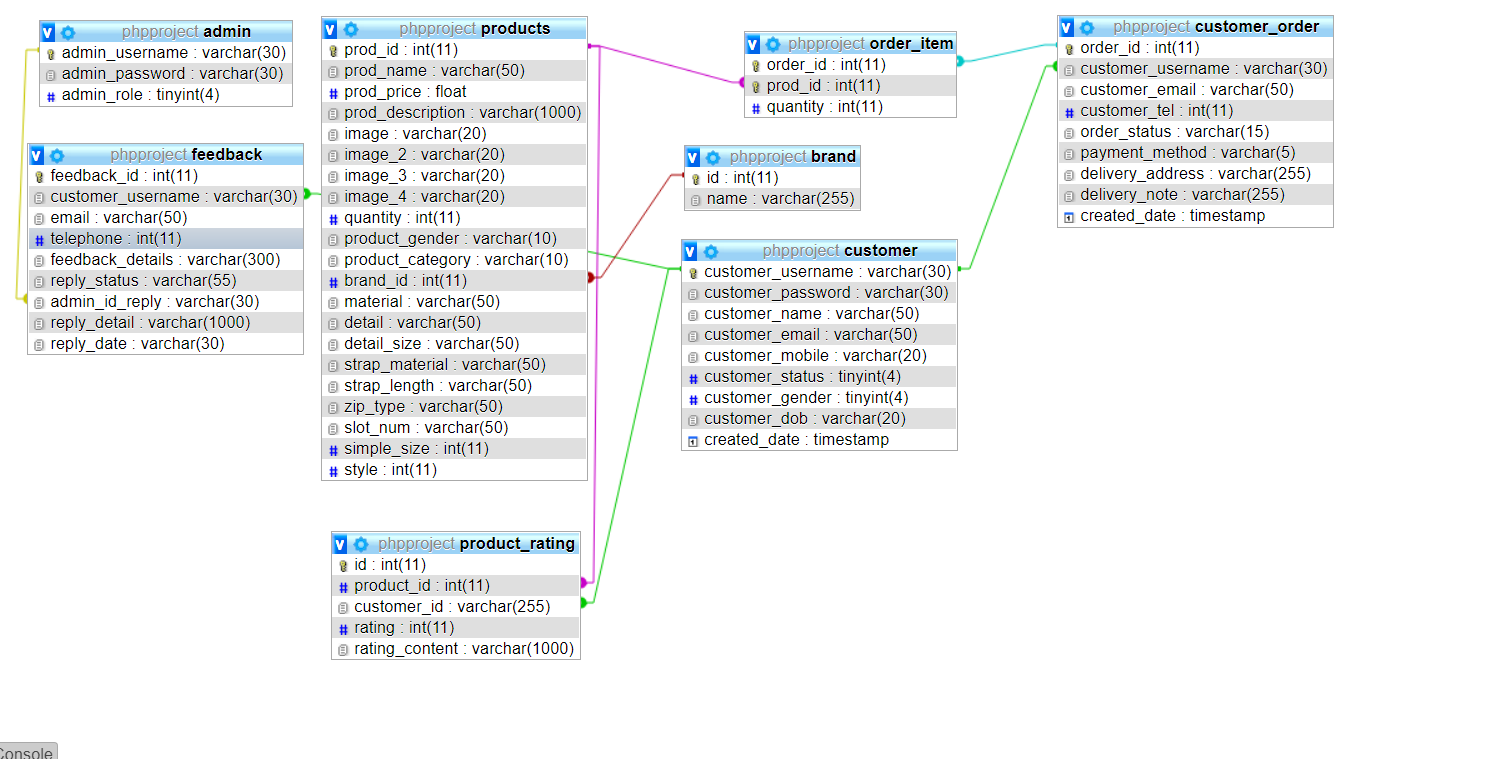 phpproject admin
admin_username : varchar(30)
admin_password : varchar(30)
admin_role : tinyint(4)
phpproject feedback
feedback_id : int(11)
customer_username : varchar(30)
email : varchar(50)
telephone : int(11)
feedback_details : varchar(300)
reply_status : varchar(55)
admin_id_reply : varchar(30)
reply_detail : varchar(1000)
reply_date : varchar(30)
phpproject products
prod_id : int(11)
prod_name : varchar(50)
prod_price : float
prod_description : varchar(1000)
image : varchar(20)
image_2 : varchar(20)
image_3 : varchar(20)
image_4 : varchar(20)
quantity : int(11)
product_gender : varchar(10)
product_category : varchar(10)
brand_id : int(11)
material : varchar(50)
detail : varchar(50)
detail_size : varchar(50)
strap_material : varchar(50)
strap_length : varchar(50)
zip_type : varchar(50)
slot_num : varchar(50)
simple_size : int(11)
style : int(11)
phpproject product_rating
id : int(11)
product_id : int(11)
customer_id : varchar(255)
rating : int(11)
rating_content : varchar(1000)
phpproject order_item
order_id : int(11)
prod_id : int(11)
quantity : int(11)
phpproject brand
id : int(11)
name : varchar(255)
phpproject customer
customer_username : varchar(30)
customer_password : varchar(30)
customer_name : varchar(50)
customer_email : varchar(50)
customer_mobile : varchar(20)
customer_status : tinyint(4)
customer_gender : tinyint(4)
customer_dob : varchar(20)
created_date : timestamp
phpproject customer_order
order_id : int(11)
customer_username : varchar(30)
customer_email : varchar(50)
customer_tel : int(11)
order_status : varchar(15)
payment_method : varchar(5)
delivery_address : varchar(255)
delivery_note : varchar(255)
created_date : timestamp
Console